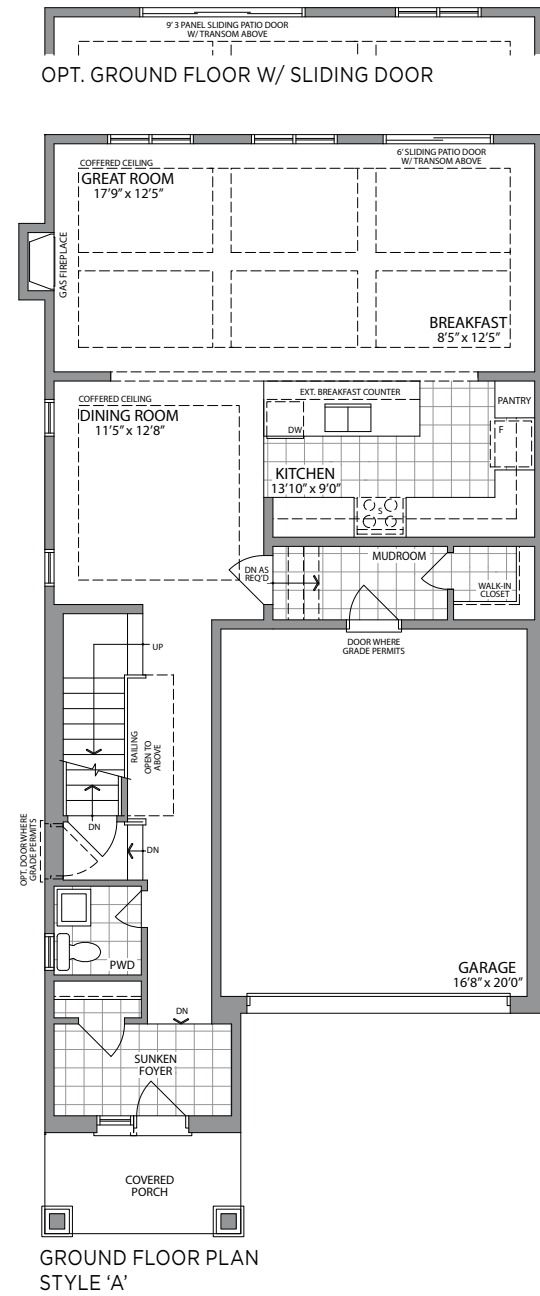 9' 3 PANEL SLIDING PATIO DOOR
W/ TRANSOM ABOVE
OPT. GROUND FLOOR W/ SLIDING DOOR
6' SLIDING PATIO DOOR
W/ TRANSOM ABOVE
COFFERED CEILING
GREAT ROOM
17'9" x 12'5"
GAS FIREPLACE
BREAKFAST
8'5" x 12'5"
EXT. BREAKFAST COUNTER
PANTRY
COFFERED CEILING
DINING ROOM
11'5" x 12'8"
DW
F
KITCHEN
13'10" x 9'0"
S
MUDROOM
DN AS
REQ'D
WALK-IN
CLOSET
DOOR WHERE
GRADE PERMITS
UP
RAILING
OPEN TO
ABOVE
DN
DN
OPT. DOOR WHERE
GRADE PERMITS
PWD
GARAGE
16'8" x 20'0"
DN
SUNKEN
FOYER
COVERED
PORCH
GROUND FLOOR PLAN
STYLE ‘A’